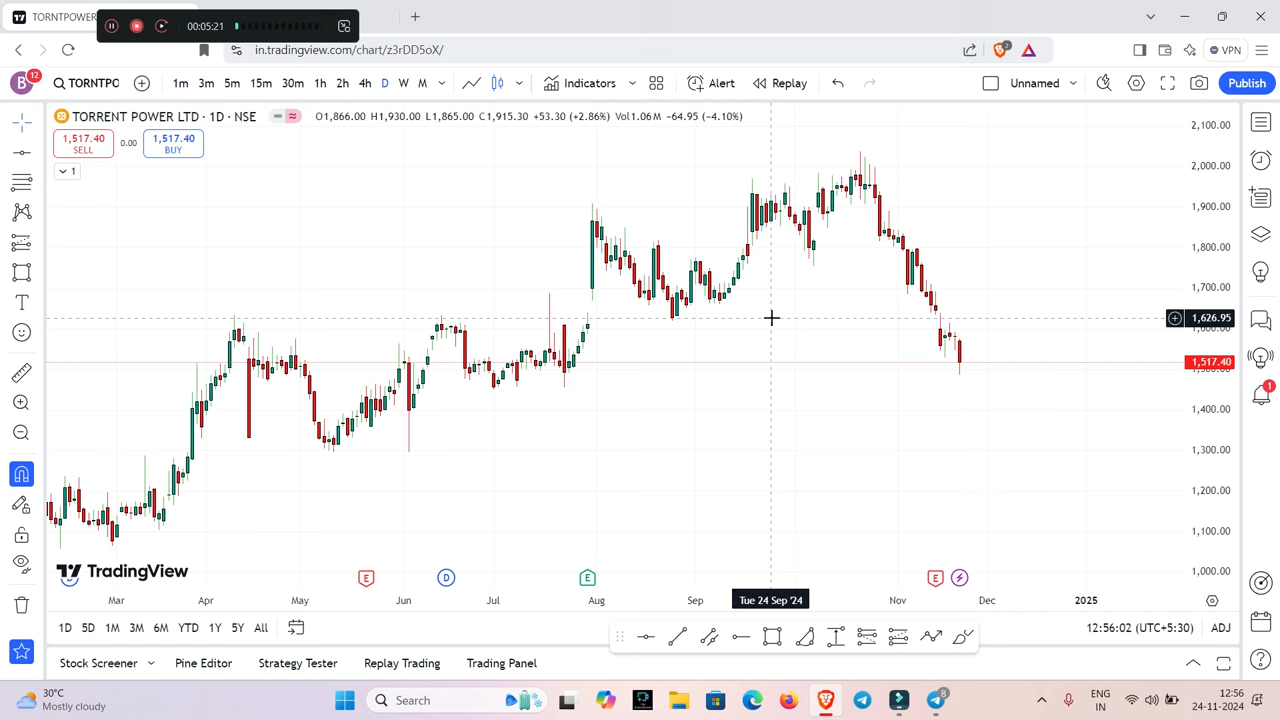 TORNTPOWER
00:05:21
in.tradingview.com/chart/z3rDD5oX/
2
VPN
B
12
TORNTPO
1m 3m 5m 15m 30m 1h 2h 4h D W M
Indicators
Alert
Replay
Unnamed
Publish
TORRENT POWER LTD · 1D · NSE
O1,866.00 H1,930.00 C1,915.30 +53.30 (+2.86%) Vol1.06M −64.95 (−4.10%)
1,517.40
SELL
0.00
1,517.40
BUY
1
2,100.00
2,000.00
1,900.00
1,800.00
1,700.00
1,626.95
1,600.00
1,517.40
1,500.00
1,400.00
1,300.00
1,200.00
1,100.00
1,000.00
TradingView
E
D
E
E
1
Mar Apr May Jun Jul Aug Sep Tue 24 Sep '24 Nov Dec 2025
1D 5D 1M 3M 6M YTD 1Y 5Y All
12:56:02 (UTC+5:30) ADJ
Stock Screener Pine Editor Strategy Tester Replay Trading Trading Panel
30°C
Mostly cloudy
Search
8
ENG
IN
12:56
24-11-2024